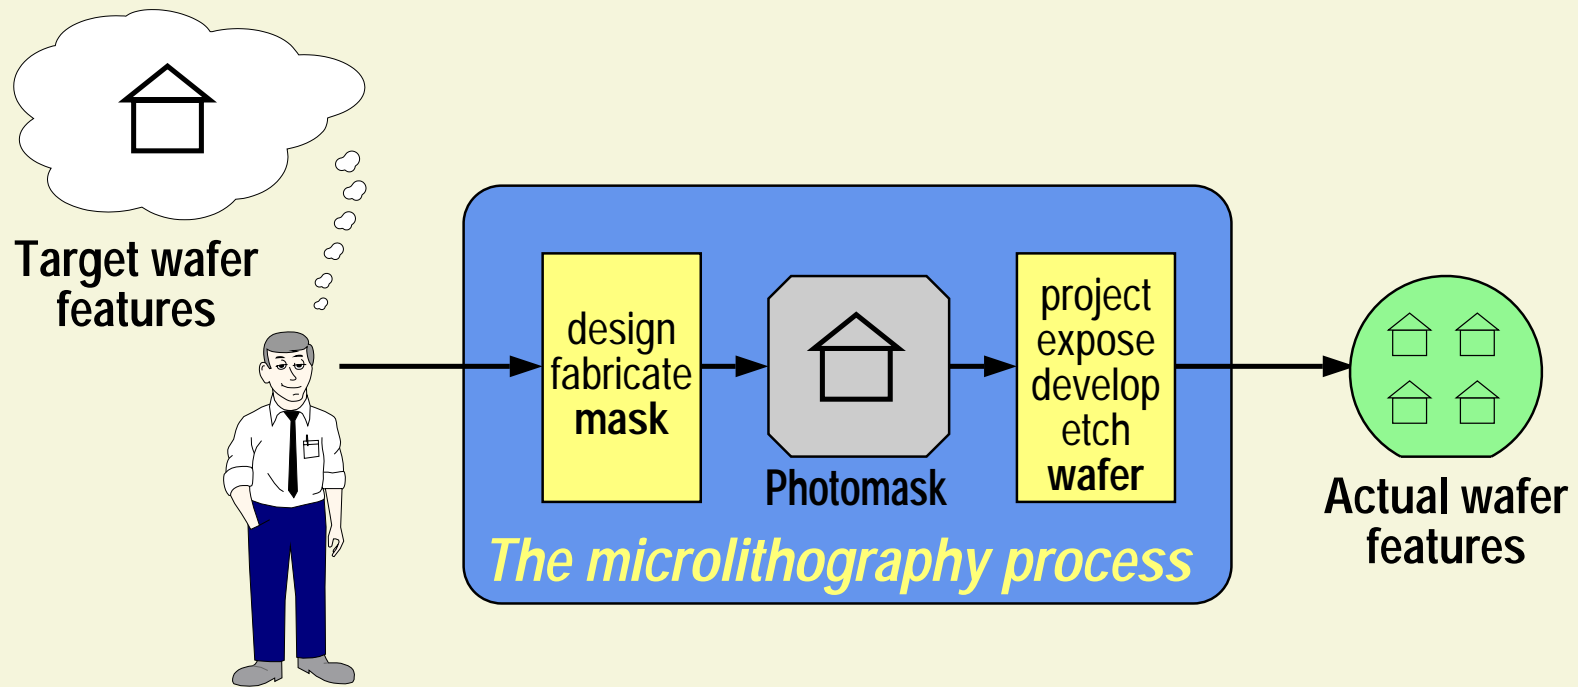 Target wafer
features
design
fabricate
mask
Photomask
project
expose
develop
etch
wafer
The microlithography process
Actual wafer
features